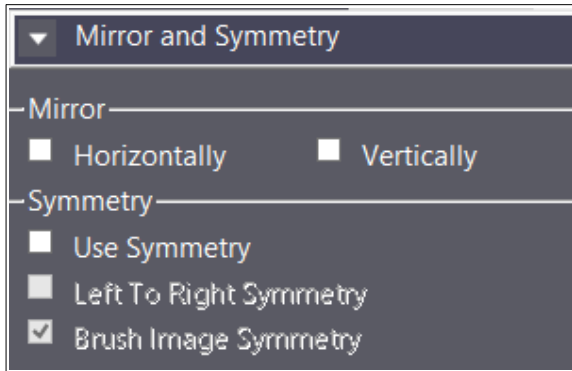 Mirror and Symmetry
Mirror
Horizontally Vertically
Symmetry
Use Symmetry
Left To Right Symmetry
Brush Image Symmetry